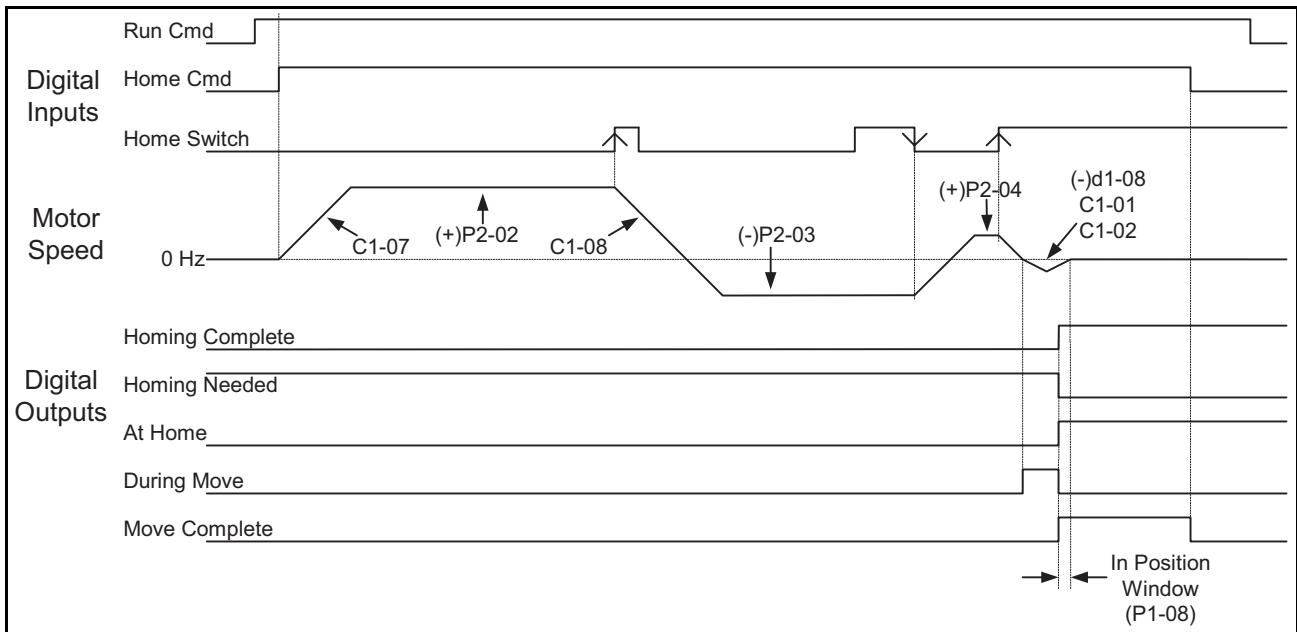 Digital
Inputs
Run Cmd
Home Cmd
Home Switch
Motor
Speed
0 Hz
C1-07
(+)P2-02
C1-08
(-)P2-03
(+)P2-04
(-)d1-08
C1-01
C1-02
Digital
Outputs
Homing Complete
Homing Needed
At Home
During Move
Move Complete
In Position
Window
(P1-08)